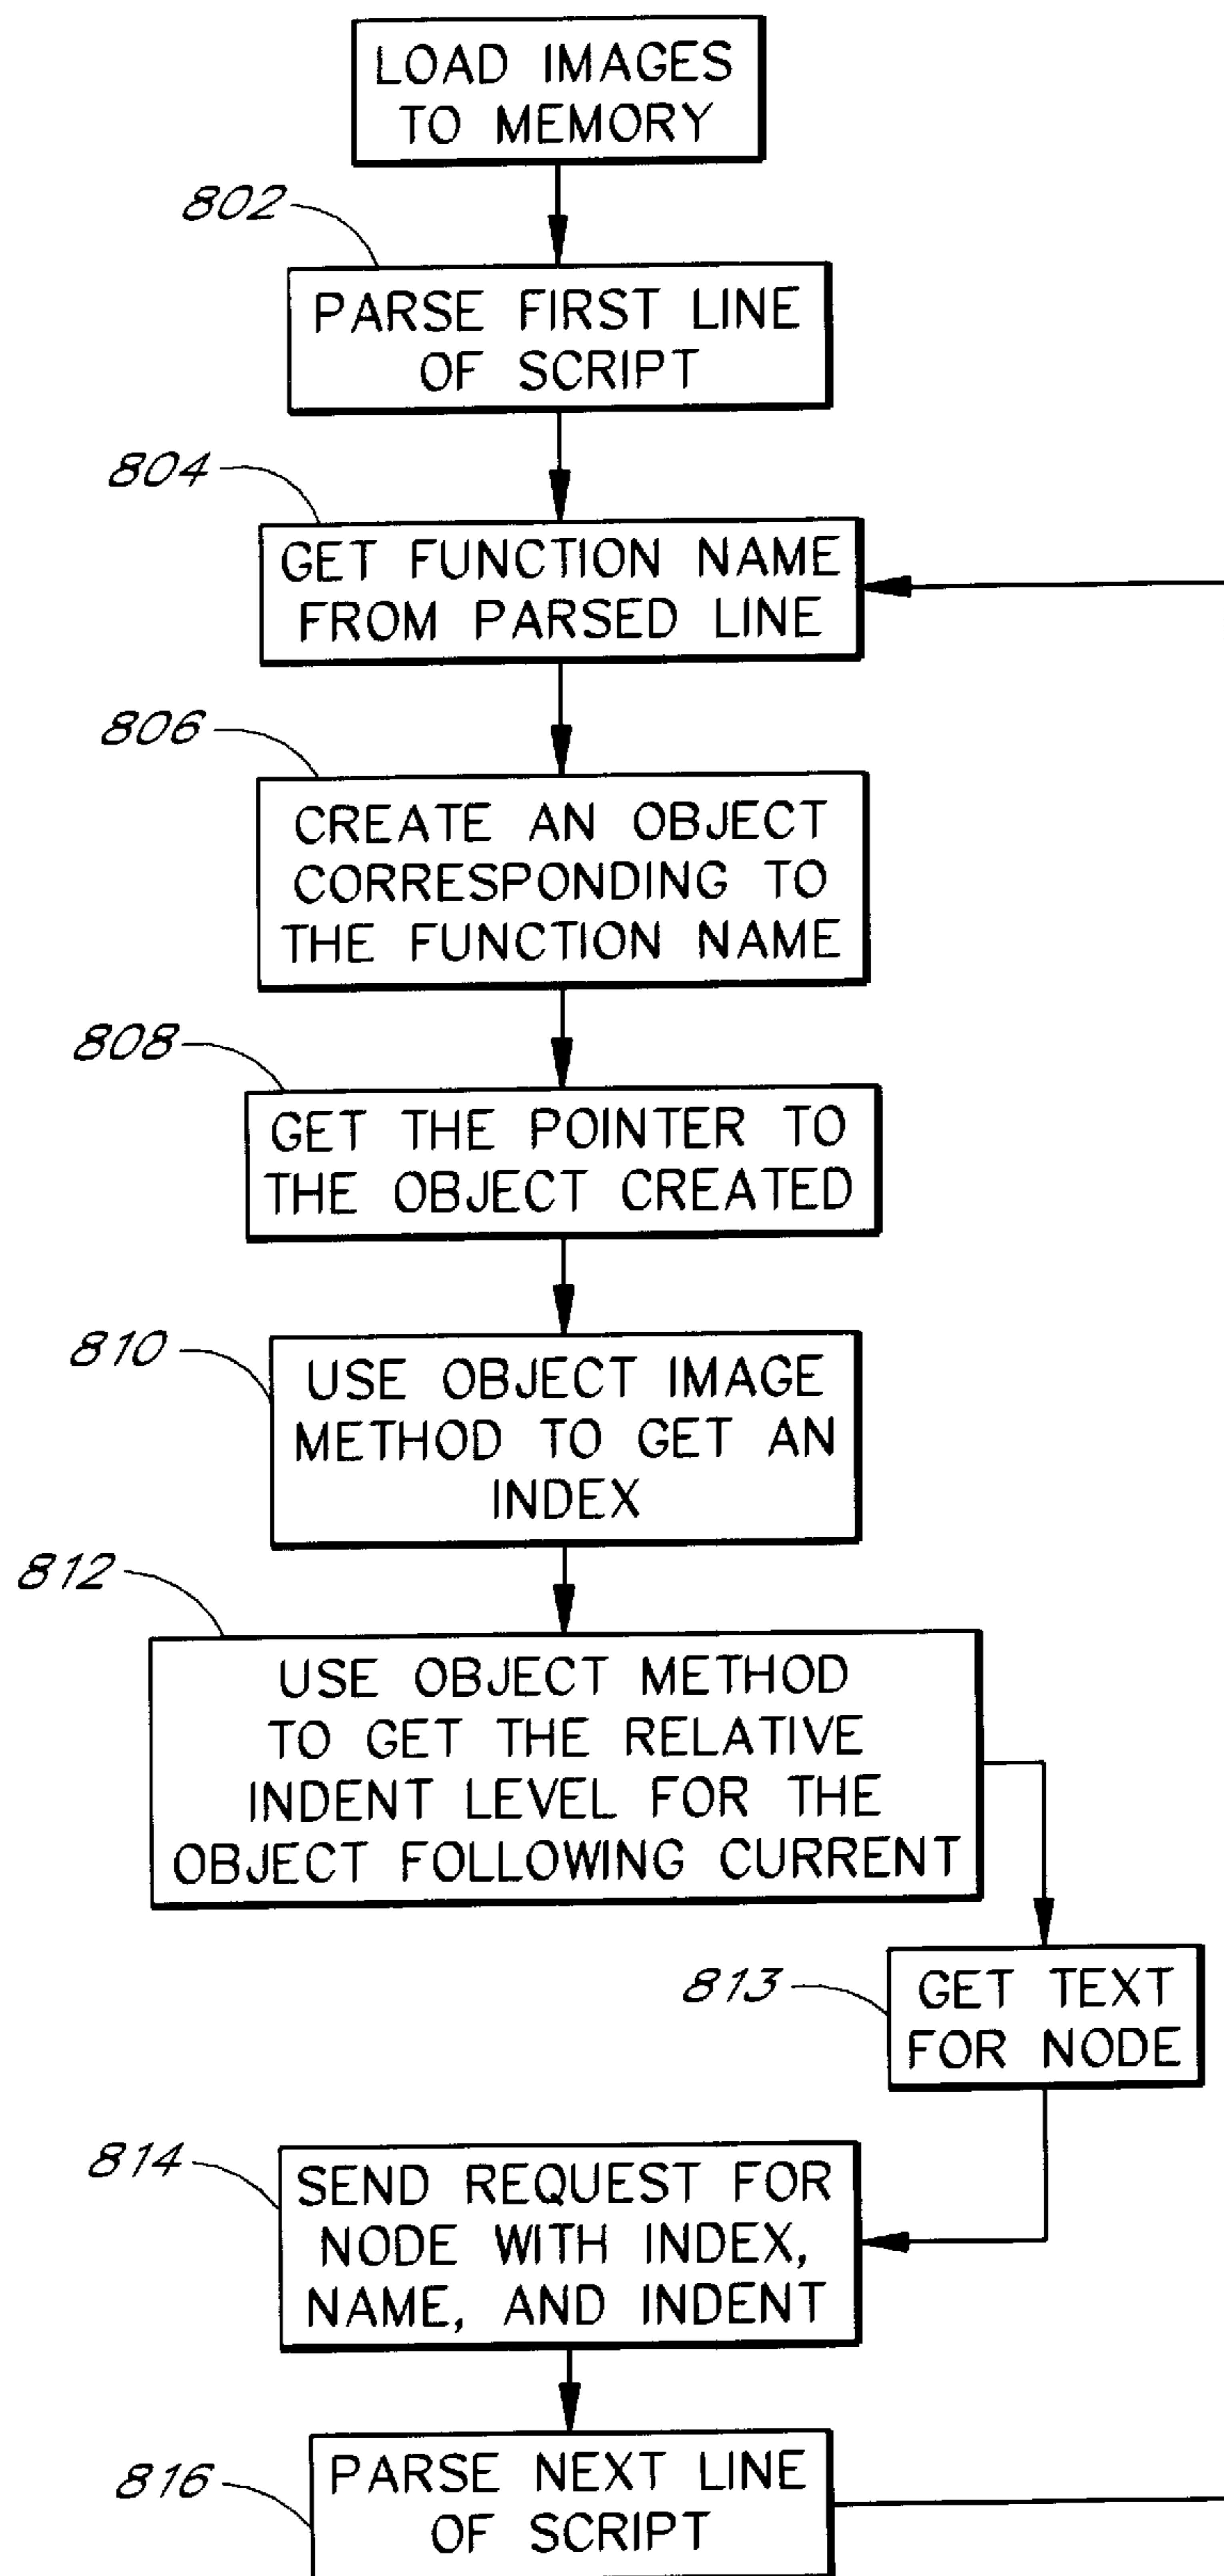 LOAD IMAGES
TO MEMORY
802
PARSE FIRST LINE
OF SCRIPT
804
GET FUNCTION NAME
FROM PARSED LINE
806
CREATE AN OBJECT
CORRESPONDING TO
THE FUNCTION NAME
808
GET THE POINTER TO
THE OBJECT CREATED
810
USE OBJECT IMAGE
METHOD TO GET AN
INDEX
812
USE OBJECT METHOD
TO GET THE RELATIVE
INDENT LEVEL FOR THE
OBJECT FOLLOWING CURRENT
813
GET TEXT
FOR NODE
814
SEND REQUEST FOR
NODE WITH INDEX,
NAME, AND INDENT
816
PARSE NEXT LINE
OF SCRIPT